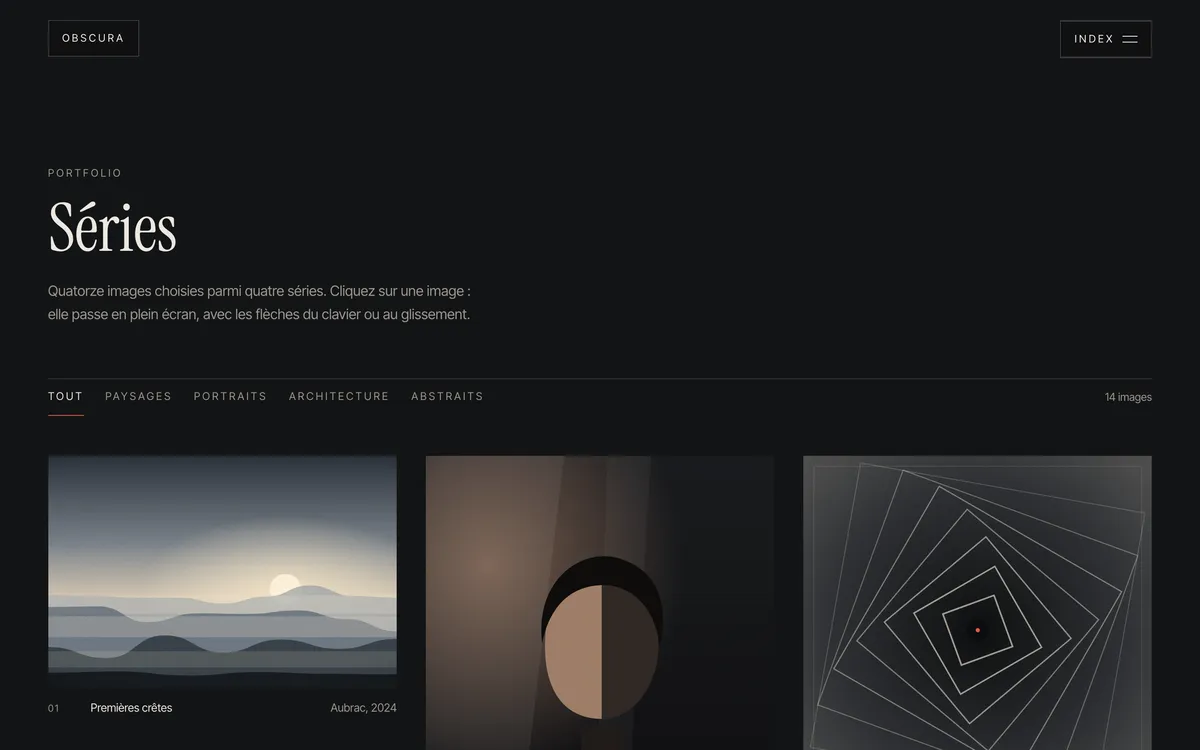 OBSCURA
INDEX
PORTFOLIO
Séries
Quatorze images choisies parmi quatre séries. Cliquez sur une image :
elle passe en plein écran, avec les flèches du clavier ou au glissement.
TOUT PAYSAGES PORTRAITS ARCHITECTURE ABSTRAITS
14 images
01 Premières crêtes Aubrac, 2024